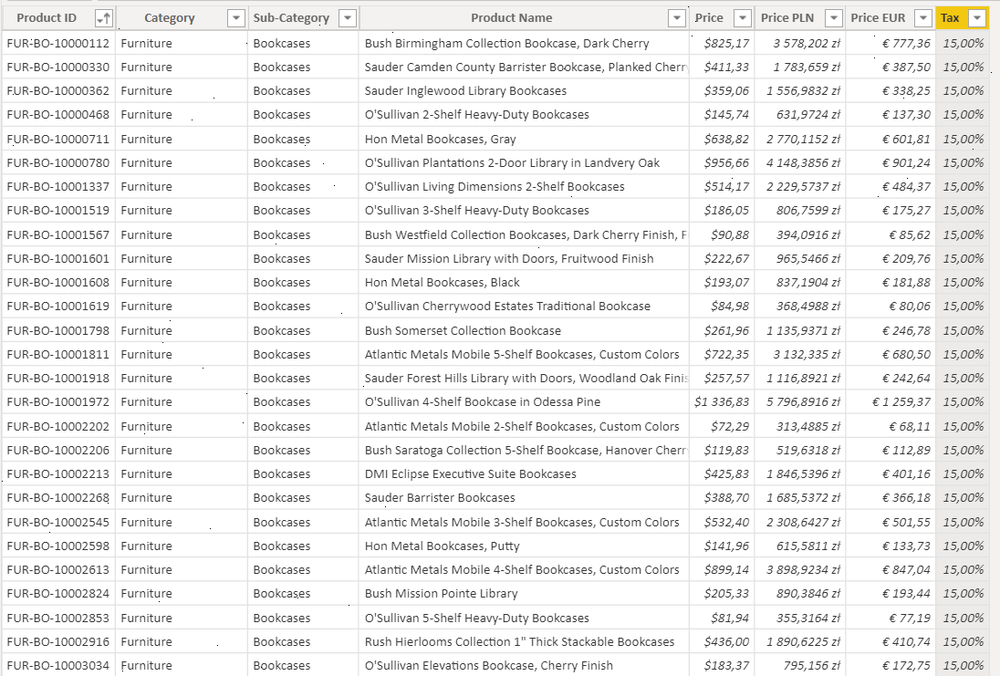 Product ID Category Sub-Category Product Name Price Price PLN Price EUR Tax
FUR-BO-10000112 Furniture Bookcases Bush Birmingham Collection Bookcase, Dark Cherry $825,17 3 578,202 zł € 777,36 15,00%
FUR-BO-10000330 Furniture Bookcases Sauder Camden County Barrister Bookcase, Planked Cherr $411,33 1 783,659 zł € 387,50 15,00%
FUR-BO-10000362 Furniture Bookcases Sauder Inglewood Library Bookcases $359,06 1 556,9832 zł € 338,25 15,00%
FUR-BO-10000468 Furniture Bookcases O'Sullivan 2-Shelf Heavy-Duty Bookcases $145,74 631,9724 zł € 137,30 15,00%
FUR-BO-10000711 Furniture Bookcases Hon Metal Bookcases, Gray $638,82 2 770,1152 zł € 601,81 15,00%
FUR-BO-10000780 Furniture Bookcases O'Sullivan Plantations 2-Door Library in Landvery Oak $956,66 4 148,3856 zł € 901,24 15,00%
FUR-BO-10001337 Furniture Bookcases O'Sullivan Living Dimensions 2-Shelf Bookcases $514,17 2 229,5737 zł € 484,37 15,00%
FUR-BO-10001519 Furniture Bookcases O'Sullivan 3-Shelf Heavy-Duty Bookcases $186,05 806,7599 zł € 175,27 15,00%
FUR-BO-10001567 Furniture Bookcases Bush Westfield Collection Bookcases, Dark Cherry Finish, F $90,88 394,0916 zł € 85,62 15,00%
FUR-BO-10001601 Furniture Bookcases Sauder Mission Library with Doors, Fruitwood Finish $222,67 965,5466 zł € 209,76 15,00%
FUR-BO-10001608 Furniture Bookcases Hon Metal Bookcases, Black $193,07 837,1904 zł € 181,88 15,00%
FUR-BO-10001619 Furniture Bookcases O'Sullivan Cherrywood Estates Traditional Bookcase $84,98 368,4988 zł € 80,06 15,00%
FUR-BO-10001798 Furniture Bookcases Bush Somerset Collection Bookcase $261,96 1 135,9371 zł € 246,78 15,00%
FUR-BO-10001811 Furniture Bookcases Atlantic Metals Mobile 5-Shelf Bookcases, Custom Colors $722,35 3 132,335 zł € 680,50 15,00%
FUR-BO-10001918 Furniture Bookcases Sauder Forest Hills Library with Doors, Woodland Oak Finis $257,57 1 116,8921 zł € 242,64 15,00%
FUR-BO-10001972 Furniture Bookcases O'Sullivan 4-Shelf Bookcase in Odessa Pine $1 336,83 5 796,8916 zł € 1 259,37 15,00%
FUR-BO-10002202 Furniture Bookcases Atlantic Metals Mobile 2-Shelf Bookcases, Custom Colors $72,29 313,4885 zł € 68,11 15,00%
FUR-BO-10002206 Furniture Bookcases Bush Saratoga Collection 5-Shelf Bookcase, Hanover Cherr $119,83 519,6318 zł € 112,89 15,00%
FUR-BO-10002213 Furniture Bookcases DMI Eclipse Executive Suite Bookcases $425,83 1 846,5396 zł € 401,16 15,00%
FUR-BO-10002268 Furniture Bookcases Sauder Barrister Bookcases $388,70 1 685,5372 zł € 366,18 15,00%
FUR-BO-10002545 Furniture Bookcases Atlantic Metals Mobile 3-Shelf Bookcases, Custom Colors $532,40 2 308,6427 zł € 501,55 15,00%
FUR-BO-10002598 Furniture Bookcases Hon Metal Bookcases, Putty $141,96 615,5811 zł € 133,73 15,00%
FUR-BO-10002613 Furniture Bookcases Atlantic Metals Mobile 4-Shelf Bookcases, Custom Colors $899,14 3 898,9234 zł € 847,04 15,00%
FUR-BO-10002824 Furniture Bookcases Bush Mission Pointe Library $205,33 890,3846 zł € 193,44 15,00%
FUR-BO-10002853 Furniture Bookcases O'Sullivan 5-Shelf Heavy-Duty Bookcases $81,94 355,3164 zł € 77,19 15,00%
FUR-BO-10002916 Furniture Bookcases Rush Hierlooms Collection 1" Thick Stackable Bookcases $436,00 1 890,6225 zł € 410,74 15,00%
FUR-BO-10003034 Furniture Bookcases O'Sullivan Elevations Bookcase, Cherry Finish $183,37 795,156 zł € 172,75 15,00%